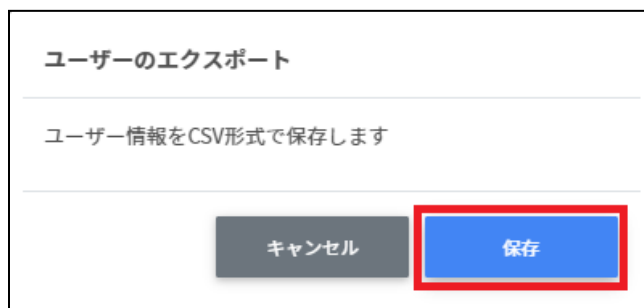 ユーザーのエクスポート
ユーザー情報をCSV形式で保存します
キャンセル
保存